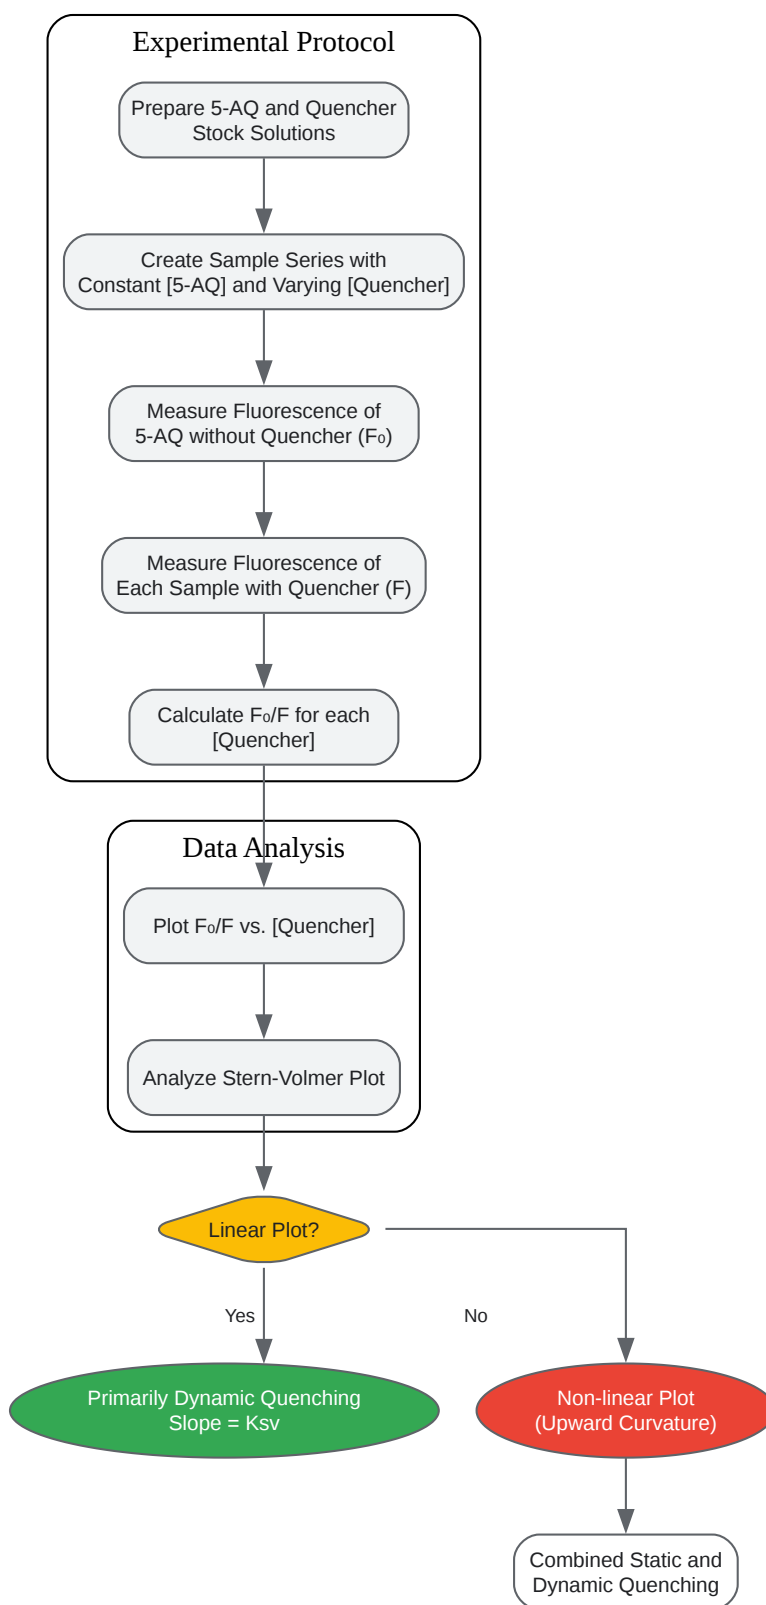 Experimental Protocol
Prepare 5-AQ and Quencher
Stock Solutions
Create Sample Series with
Constant [5-AQ] and Varying [Quencher]
Measure Fluorescence of
5-AQ without Quencher (F₀)
Measure Fluorescence of
Each Sample with Quencher (F)
Calculate F₀/F for each
[Quencher]
Data Analysis
Plot F₀/F vs. [Quencher]
Analyze Stern-Volmer Plot
Linear Plot?
Yes
No
Primarily Dynamic Quenching
Slope = Ksv
Non-linear Plot
(Upward Curvature)
Combined Static and
Dynamic Quenching